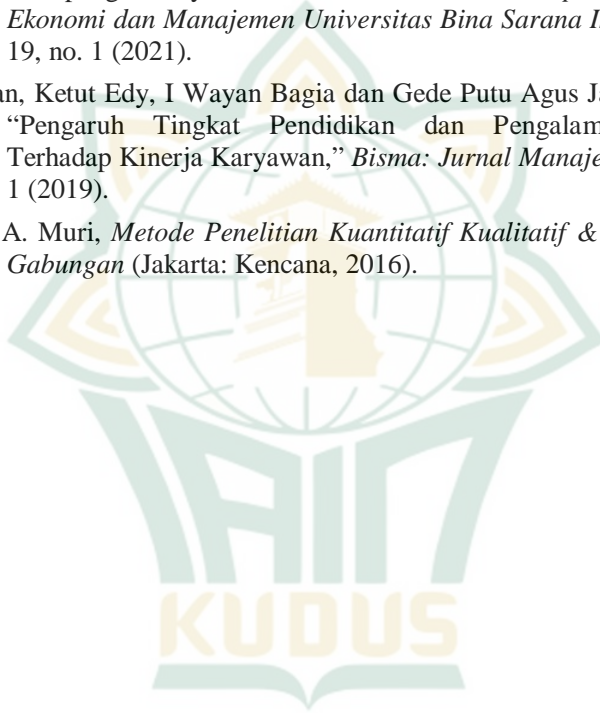 Ekonomi dan Manajemen Universitas Bina Sarana
19, no. 1 (2021).
an, Ketut Edy, I Wayan Bagia dan Gede Putu Agus
“Pengaruh Tingkat Pendidikan dan Pengalam
Terhadap Kinerja Karyawan,” Bisma: Jurnal Manaje
1 (2019).
A. Muri, Metode Penelitian Kuantitatif Kualitatif &
Gabungan (Jakarta: Kencana, 2016).
IAIN
KUDUS